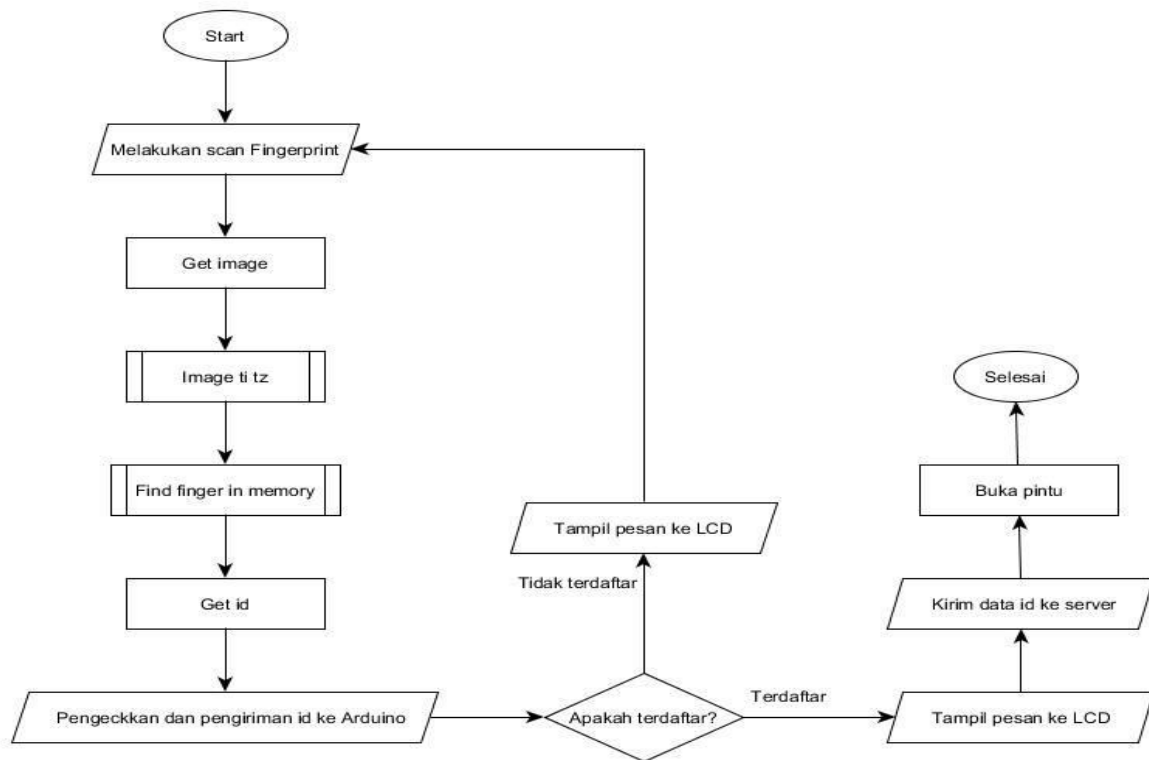 Start
Melakukan scan Fingerprint
Get image
Image ti tz
Find finger in memory
Get id
Pengeckkan dan pengiriman id ke Arduino
Apakah terdaftar?
Tidak terdaftar
Tampil pesan ke LCD
Terdaftar
Tampil pesan ke LCD
Kirim data id ke server
Buka pintu
Selesai